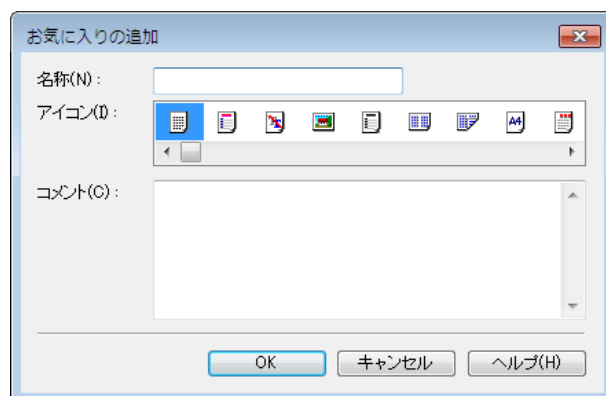 お気に入りの追加
名称(N)：
アイコン(I)：
A4
コメント(C)：
OK キャンセル ヘルプ(H)